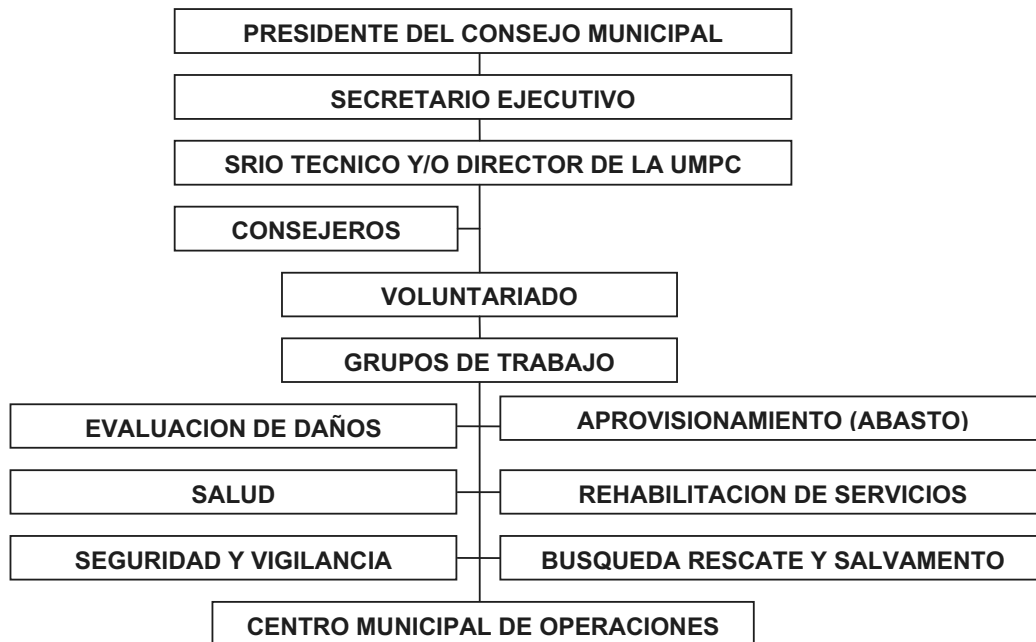 PRESIDENTE DEL CONSEJO MUNICIPAL
SECRETARIO EJECUTIVO
SRIO TECNICO Y/O DIRECTOR DE LA UMPC
CONSEJEROS
VOLUNTARIADO
GRUPOS DE TRABAJO
EVALUACION DE DAÑOS
APROVISIONAMIENTO (ABASTO)
SALUD
REHABILITACION DE SERVICIOS
SEGURIDAD Y VIGILANCIA
BUSQUEDA RESCATE Y SALVAMENTO
CENTRO MUNICIPAL DE OPERACIONES